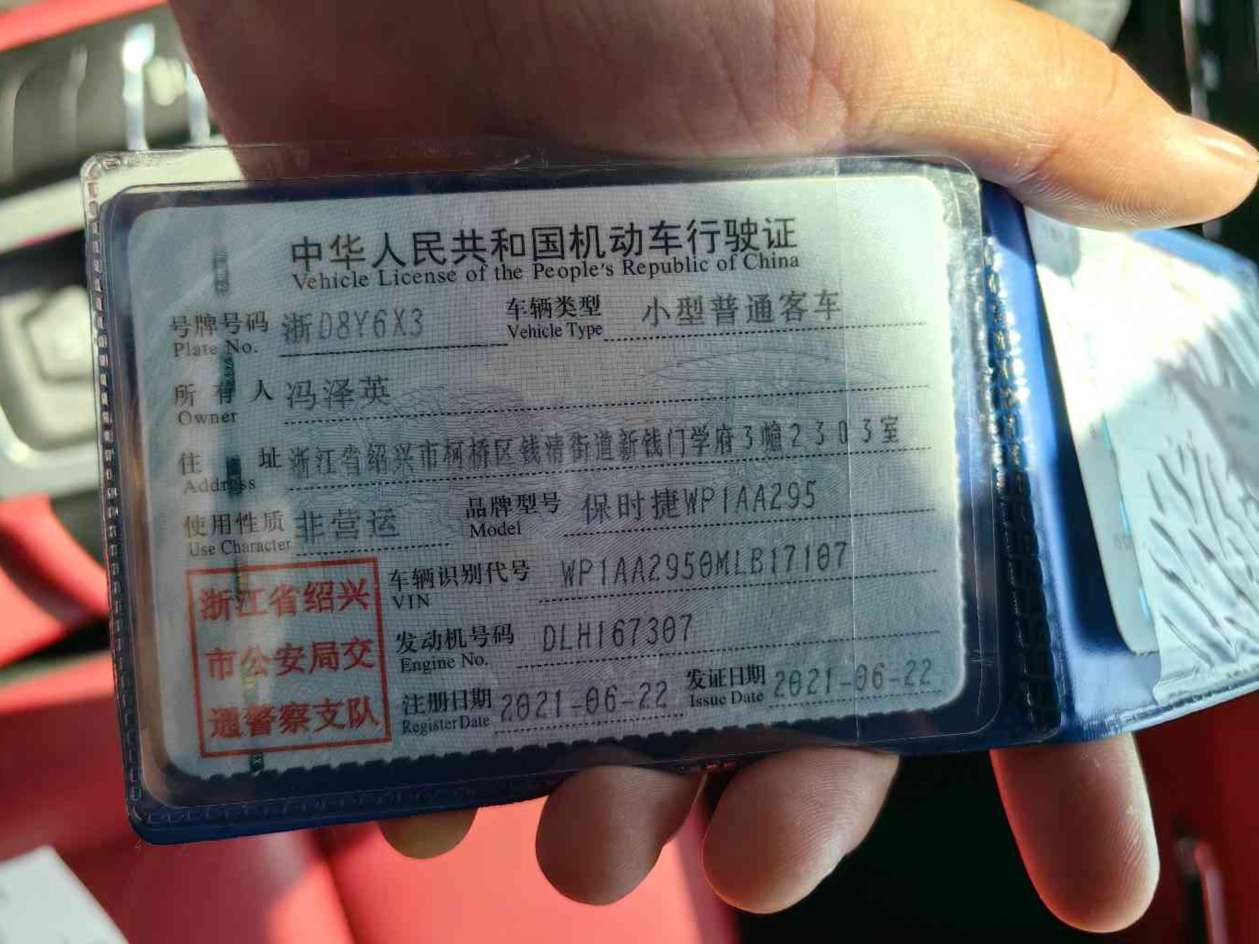 中华人民共和国机动车行驶证
Vehicle License of the People's Republic of China
号牌号码 浙D8Y6X3 车辆类型 小型普通客车
Plate No. Vehicle Type
所有人 冯泽英
Owner
住址 浙江省绍兴市柯桥区钱清街道新钱门学府3幢2303室
Address
使用性质 非营运 品牌型号 保时捷WP1AA295
Use Character Model
车辆识别代号 WP1AA2950MLB17107
VIN
发动机号码 DLH167307
Engine No.
注册日期 2021-06-22 发证日期 2021-06-22
Register Date Issue Date
浙江省绍兴
市公安局交
通警察支队